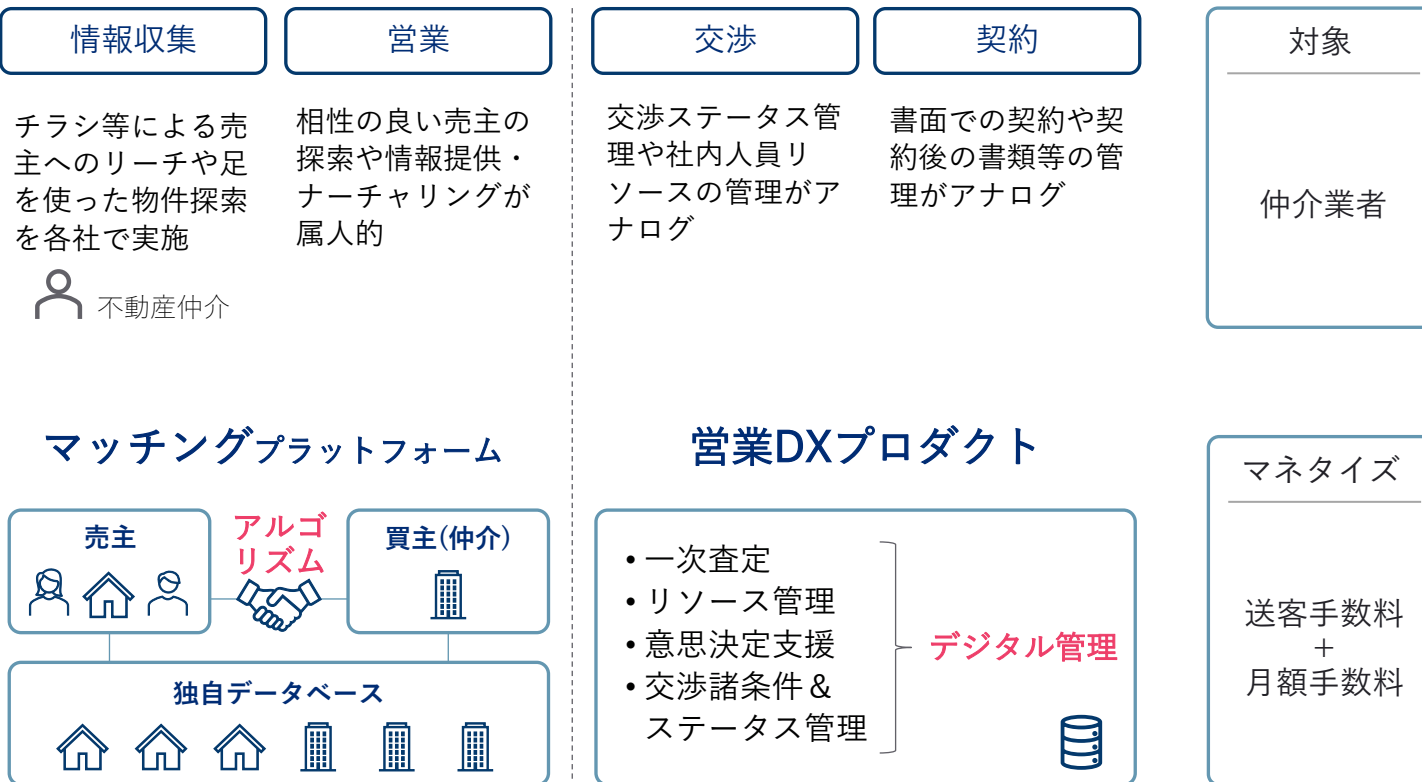 情報収集
営業
交渉
契約
対象
チラシ等による売
主へのリーチや足
を使った物件探索
を各社で実施
相性の良い売主の
探索や情報提供・
ナーチャリングが
属人的
交渉ステータス管
理や社内人員リ
ソースの管理がア
ナログ
書面での契約や契
約後の書類等の管
理がアナログ
仲介業者
不動産仲介
マッチングプラットフォーム
営業DXプロダクト
マネタイズ
売主
アルゴ
リズム
買主(仲介)
独自データベース
• 一次査定
• リソース管理
• 意思決定支援
• 交渉諸条件＆
ステータス管理
デジタル管理
送客手数料
+
月額手数料